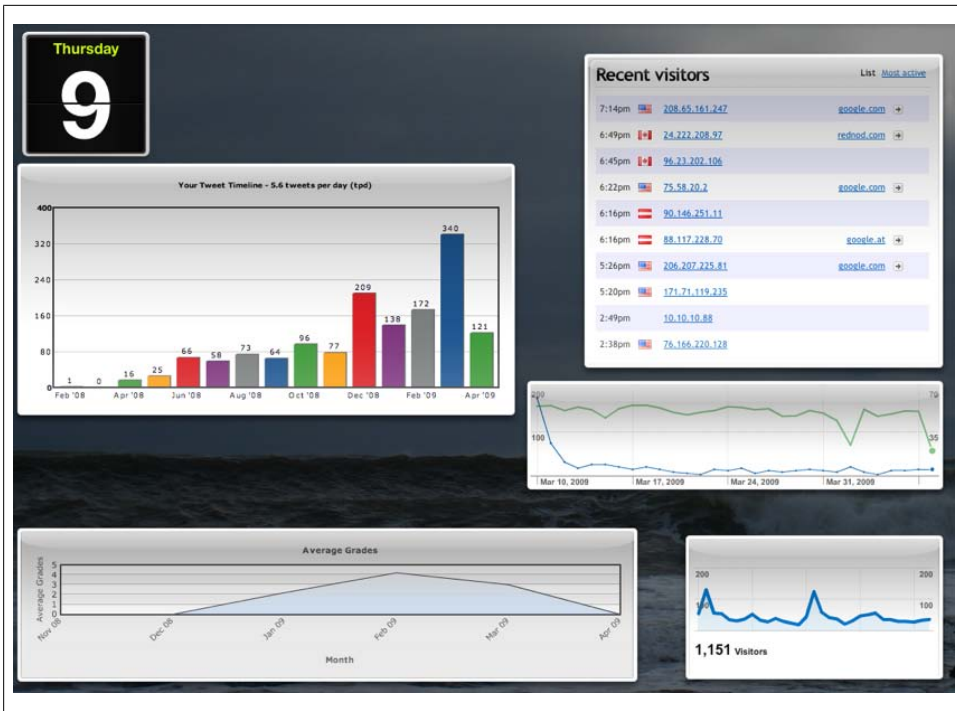 Thursday
9
Your Tweet Timeline - 5.6 tweets per day (tpd)
400
320
240
160
80
0
1
0
16
25
66
58
73
64
96
77
209
138
172
340
121
Feb '08
Apr '08
Jun '08
Aug '08
Oct '08
Dec '08
Feb '09
Apr '09
Recent visitors
List Most active
7:14pm 208.65.161.247 google.com
6:49pm 24.222.208.97 rednod.com
6:45pm 96.23.202.106
6:22pm 75.58.20.2 google.com
6:16pm 90.146.251.11
6:16pm 88.117.228.70 google.at
5:26pm 206.207.225.81 google.com
5:20pm 171.71.119.235
2:49pm 10.10.10.88
2:38pm 76.166.220.128
200 70
100 35
Mar 10, 2009 Mar 17, 2009 Mar 24, 2009 Mar 31, 2009
Average Grades
Average Grades
5
4
3
2
1
0
Nov 08
Dec 08
Jan 09
Feb 09
Mar 09
Apr 09
Month
200 200
100 100
1,151 Visitors